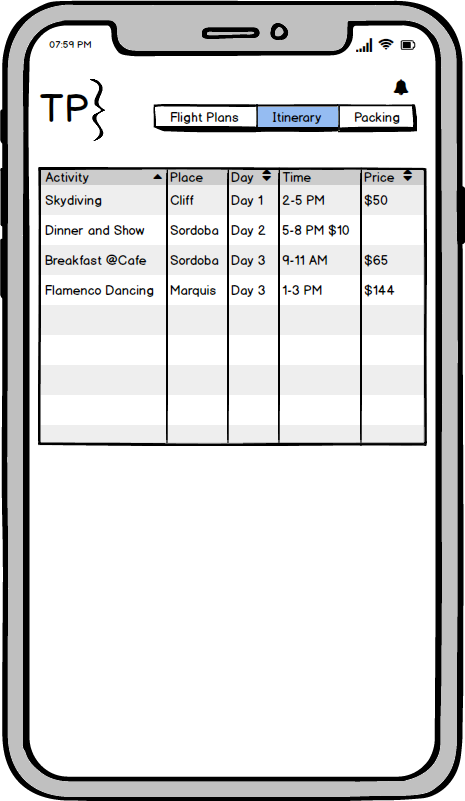 07:59 PM
TP
Flight Plans Itinerary Packing
Activity Place Day Time Price
Skydiving Cliff Day 1 2-5 PM $50
Dinner and Show Sordoba Day 2 5-8 PM $10
Breakfast @Cafe Sordoba Day 3 9-11 AM $65
Flamenco Dancing Marquis Day 3 1-3 PM $144